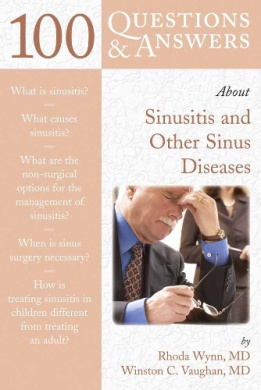 100 QUESTIONS
& ANSWERS
About
Sinusitis and
Other Sinus
Diseases
What is sinusitis?
What causes
sinusitis?
What are the
non-surgical
options for the
management of
sinusitis?
When is sinus
surgery necessary?
How is
treating sinusitis in
children different
from treating
an adult?
by
Rhoda Wynn, MD
Winston C. Vaughan, MD